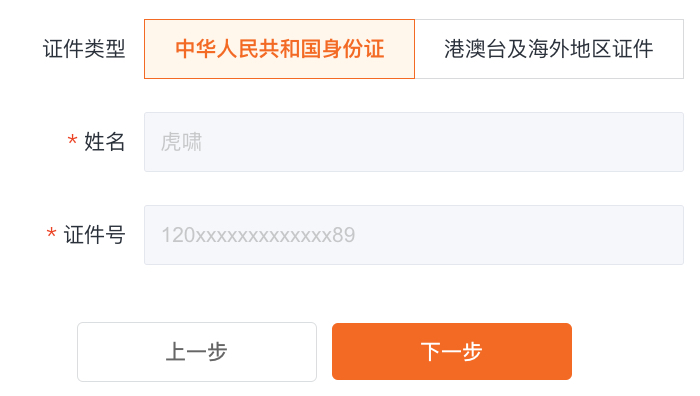 证件类型 中华人民共和国身份证 港澳台及海外地区证件
* 姓名 虎啸
* 证件号 120xxxxxxxxxxxxx89
上一步 下一步